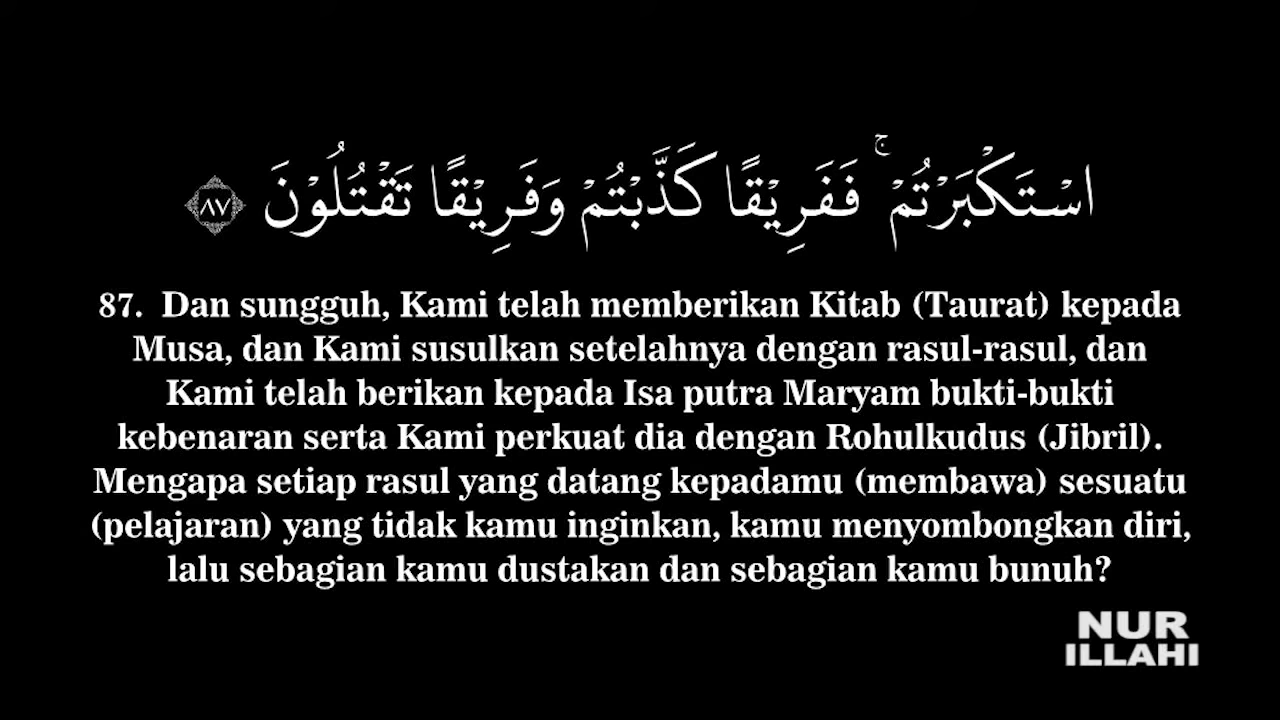 اسْتَكْبَرْتُمْ ۚ فَفَرِيْقًا كَذَّبْتُمْ وَفَرِيْقًا تَقْتُلُوْنَ ٨٧
87. Dan sungguh, Kami telah memberikan Kitab (Taurat) kepada
Musa, dan Kami susulkan setelahnya dengan rasul-rasul, dan
Kami telah berikan kepada Isa putra Maryam bukti-bukti
kebenaran serta Kami perkuat dia dengan Rohulkudus (Jibril).
Mengapa setiap rasul yang datang kepadamu (membawa) sesuatu
(pelajaran) yang tidak kamu inginkan, kamu menyombongkan diri,
lalu sebagian kamu dustakan dan sebagian kamu bunuh?
NUR
ILLAHI